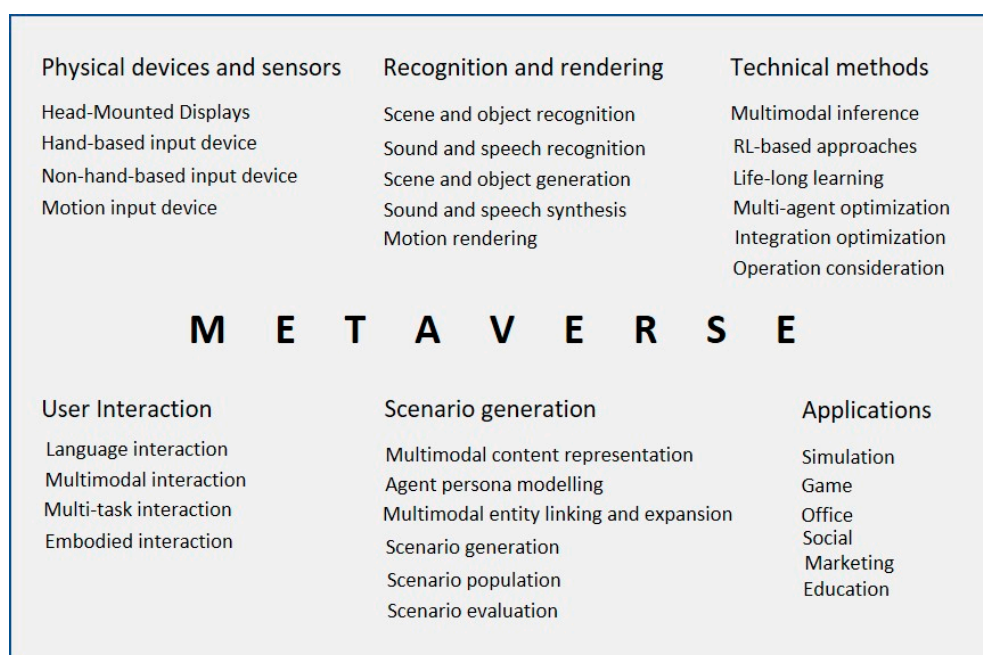 Physical devices and sensors
Head-Mounted Displays
Hand-based input device
Non-hand-based input device
Motion input device
Recognition and rendering
Scene and object recognition
Sound and speech recognition
Scene and object generation
Sound and speech synthesis
Motion rendering
Technical methods
Multimodal inference
RL-based approaches
Life-long learning
Multi-agent optimization
Integration optimization
Operation consideration
M E T A V E R S E
User Interaction
Language interaction
Multimodal interaction
Multi-task interaction
Embodied interaction
Scenario generation
Multimodal content representation
Agent persona modelling
Multimodal entity linking and expansion
Scenario generation
Scenario population
Scenario evaluation
Applications
Simulation
Game
Office
Social
Marketing
Education